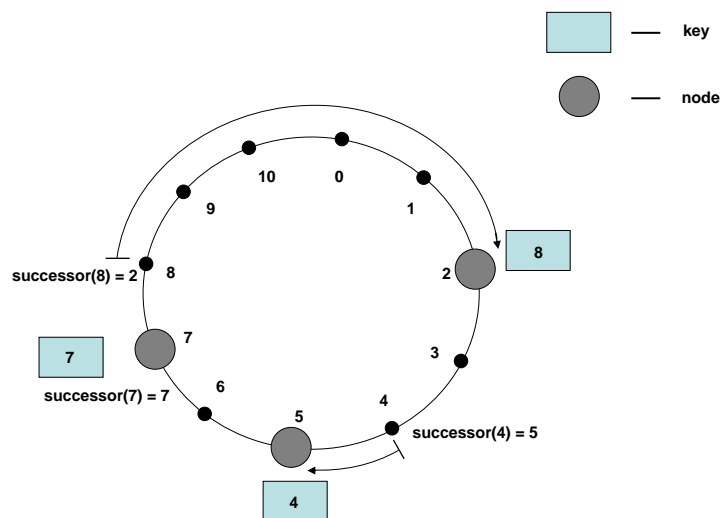 key
node
10
0
9
1
8
successor(8) = 2
8
2
7
7
3
successor(7) = 7
6
4
5
successor(4) = 5
4